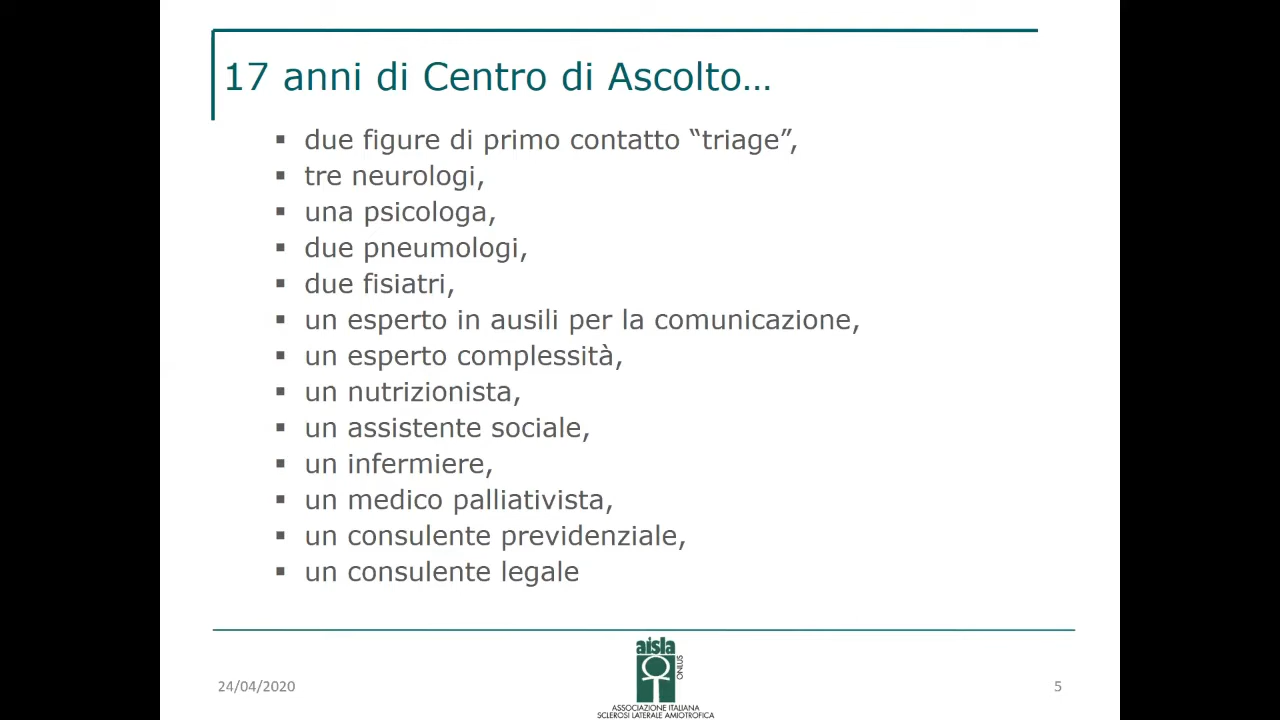 17 anni di Centro di Ascolto…
▪ due figure di primo contatto “triage”,
▪ tre neurologi,
▪ una psicologa,
▪ due pneumologi,
▪ due fisiatri,
▪ un esperto in ausili per la comunicazione,
▪ un esperto complessità,
▪ un nutrizionista,
▪ un assistente sociale,
▪ un infermiere,
▪ un medico palliativista,
▪ un consulente previdenziale,
▪ un consulente legale
24/04/2020
aisla
ONLUS
ASSOCIAZIONE ITALIANA
SCLEROSI LATERALE AMIOTROFICA
5